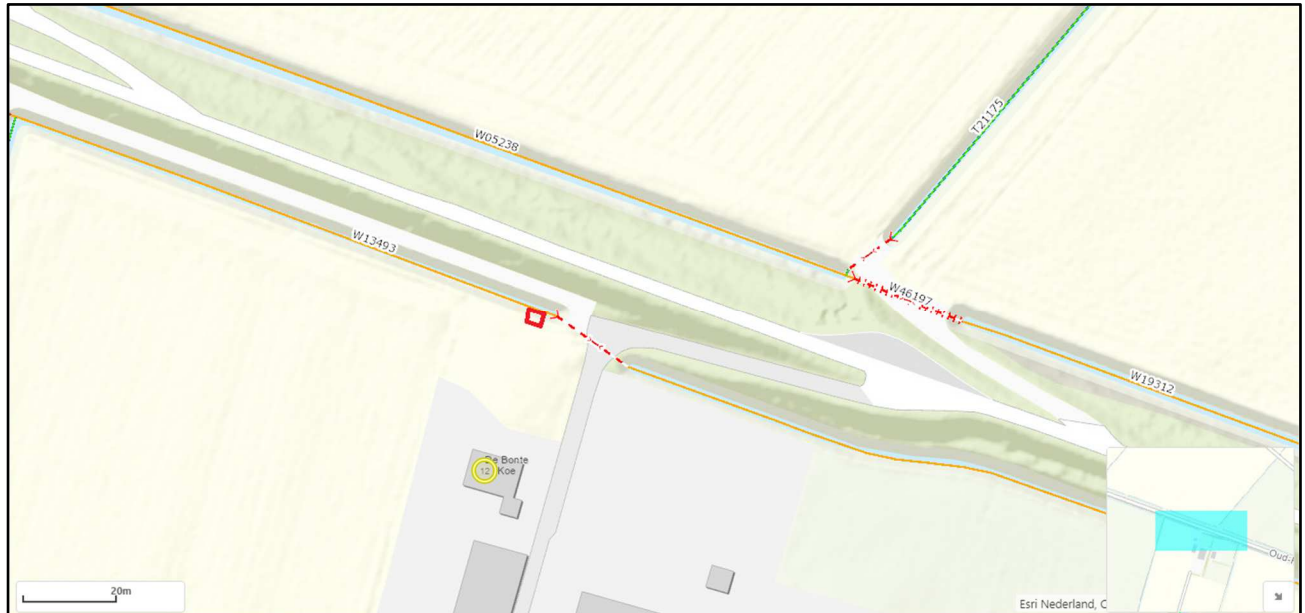 W05238
T21175
W13493
W46197
W19312
De Bonte
Koe
12
20m
Esri Nederland, C
Oud-